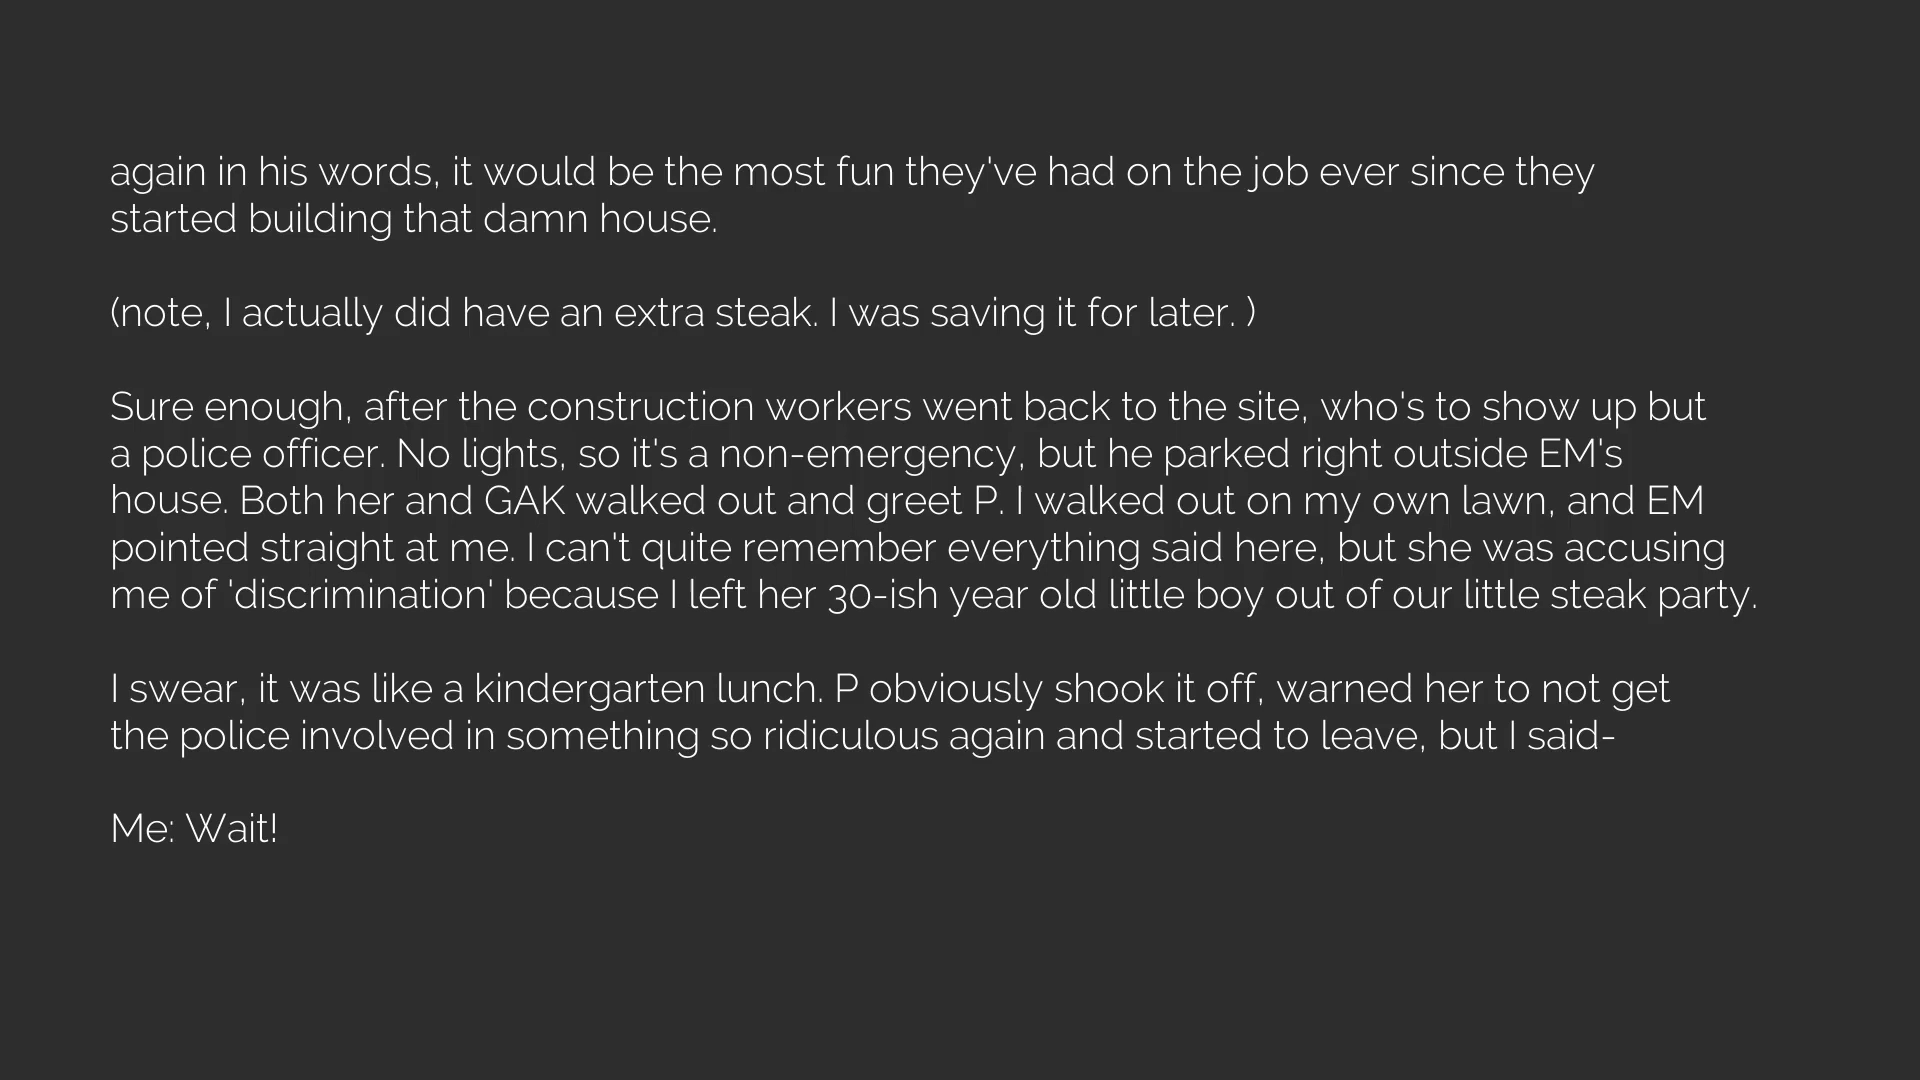 again in his words, it would be the most fun they've had on the job ever since they
started building that damn house.
(note, I actually did have an extra steak. I was saving it for later. )
Sure enough, after the construction workers went back to the site, who's to show up but
a police officer. No lights, so it's a non-emergency, but he parked right outside EM's
house. Both her and GAK walked out and greet P. I walked out on my own lawn, and EM
pointed straight at me. I can't quite remember everything said here, but she was accusing
me of 'discrimination' because I left her 30-ish year old little boy out of our little steak party.
I swear, it was like a kindergarten lunch. P obviously shook it off, warned her to not get
the police involved in something so ridiculous again and started to leave, but I said-
Me: Wait!